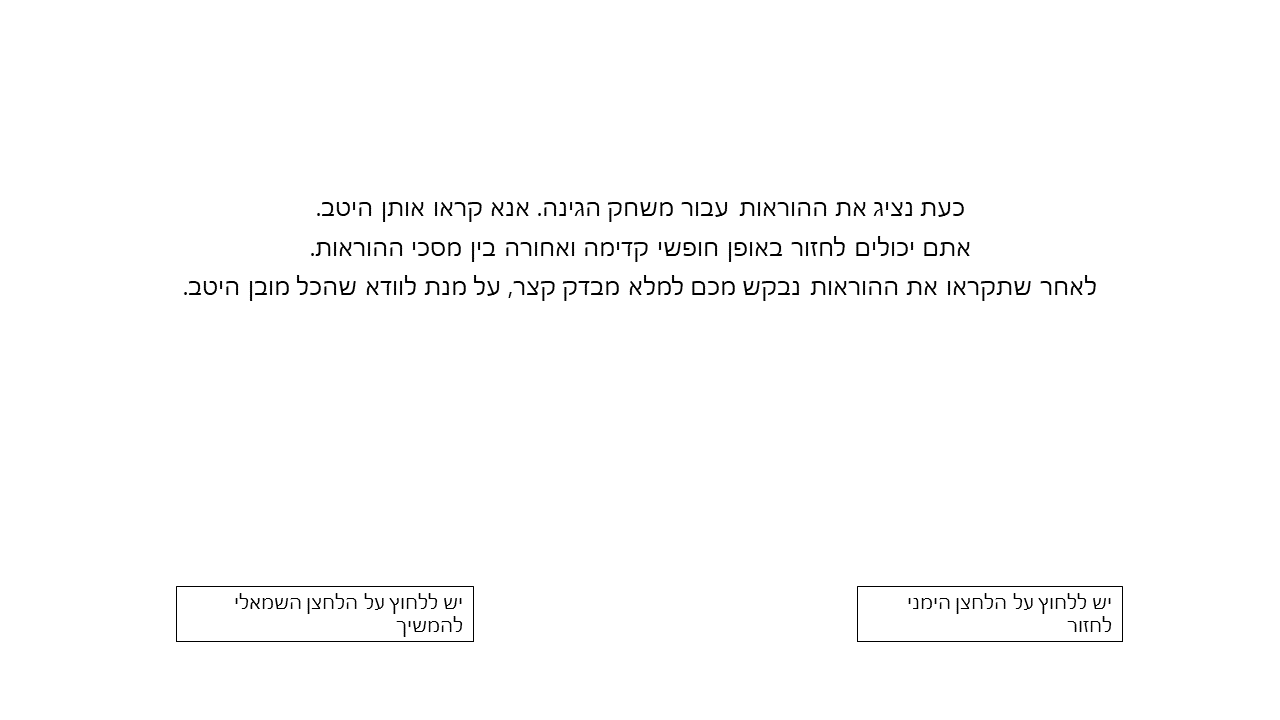 כעת נציג את ההוראות עבור משחק הגינה. אנא קראו אותן היטב.
אתם יכולים לחזור באופן חופשי קדימה ואחורה בין מסכי ההוראות.
לאחר שתקראו את ההוראות נבקש מכם למלא מבדק קצר, על מנת לוודא שהכל מובן היטב.
יש ללחוץ על הלחצן הימני
לחזור
יש ללחוץ על הלחצן השמאלי
להמשיך